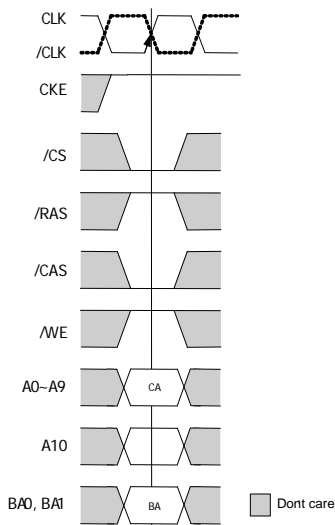 CLK
/CLK
CKE
/CS
/RAS
/CAS
/WE
A0~A9
CA
A10
BA0, BA1
BA
Dont care